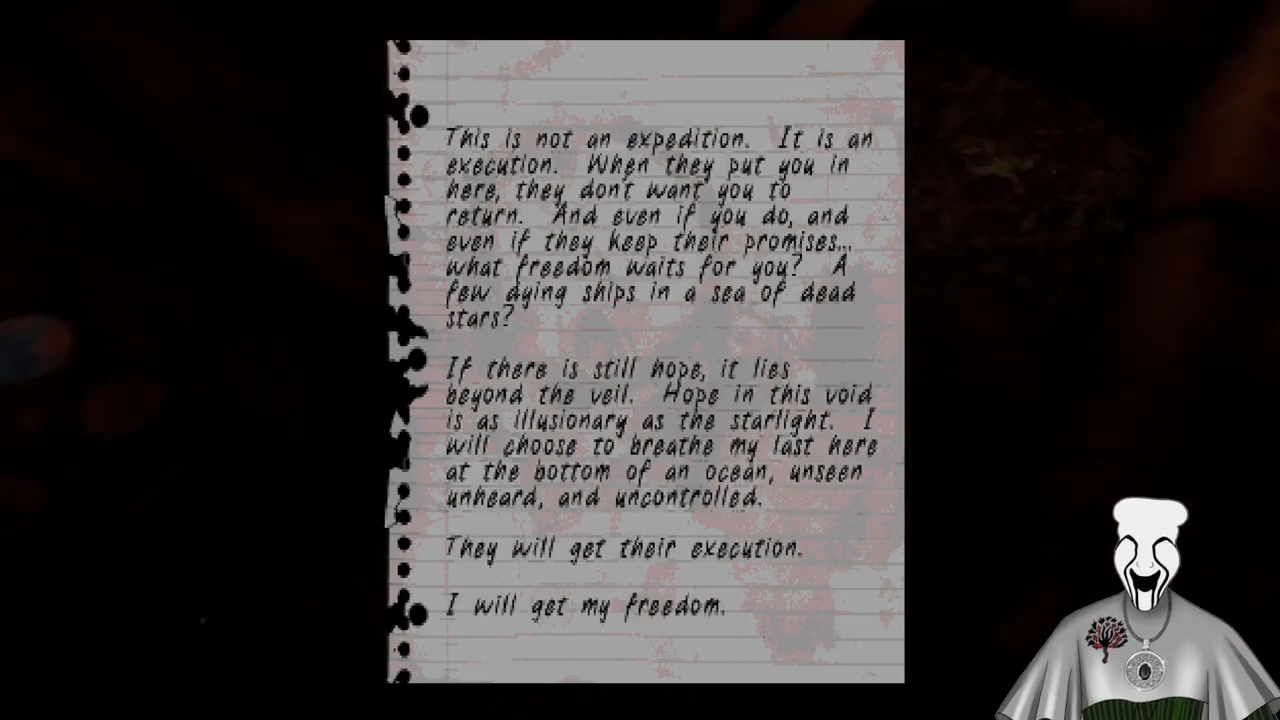 This is not an expedition.  It is an
execution.  When they put you in
here, they don't want you to
return.  And even if you do, and
even if they keep their promises...
what freedom waits for you?  A
few dying ships in a sea of dead
stars?
If there is still hope, it lies
beyond the veil.  Hope in this void
is as illusionary as the starlight.  I
will choose to breathe my last here
at the bottom of an ocean, unseen
unheard, and uncontrolled.
They will get their execution.
I will get my freedom.